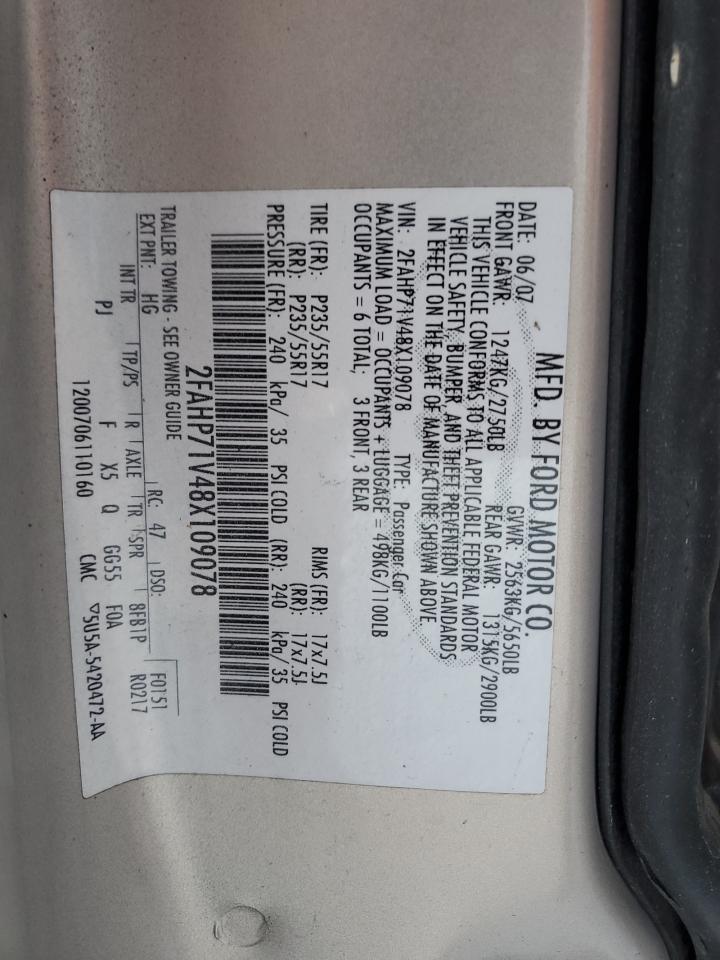 MFD. BY FORD MOTOR CO.
DATE: 06/07 GVWR: 2563KG/5650LB
FRONT GAWR: 1247KG/2750LB REAR GAWR: 1315KG/2900LB
THIS VEHICLE CONFORMS TO ALL APPLICABLE FEDERAL MOTOR
VEHICLE SAFETY, BUMPER, AND THEFT PREVENTION STANDARDS
IN EFFECT ON THE DATE OF MANUFACTURE SHOWN ABOVE.
VIN: 2FAHP71V48X109078 TYPE: Passenger Car
MAXIMUM LOAD = OCCUPANTS + LUGGAGE = 498KG/1100LB
OCCUPANTS = 6 TOTAL; 3 FRONT, 3 REAR
TIRE (FR): P235/55R17 RIMS (FR): 17x7.5J
(RR): P235/55R17 (RR): 17x7.5J
PRESSURE (FR): 240 kPa/ 35 PSI COLD (RR): 240 kPa/35 PSI COLD
2FAHP71V48X109078
TRAILER TOWING - SEE OWNER GUIDE
EXT PNT: HG RC: 47 DSO: F0151
INT TR TP/PS R AXLE TR SPR 8FB1P R0217
PJ F X5 Q GG55 F0A
1200706110160 CMC ▽5U5A-5420472-AA